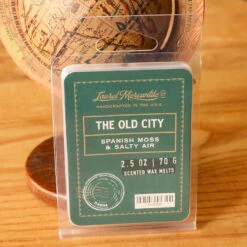 Laurel Mercantile Co.
HANDCRAFTED IN THE U.S.A.
THE OLD CITY
SPANISH MOSS
& SALTY AIR
2.5 OZ | 70 G
SCENTED WAX MELTS